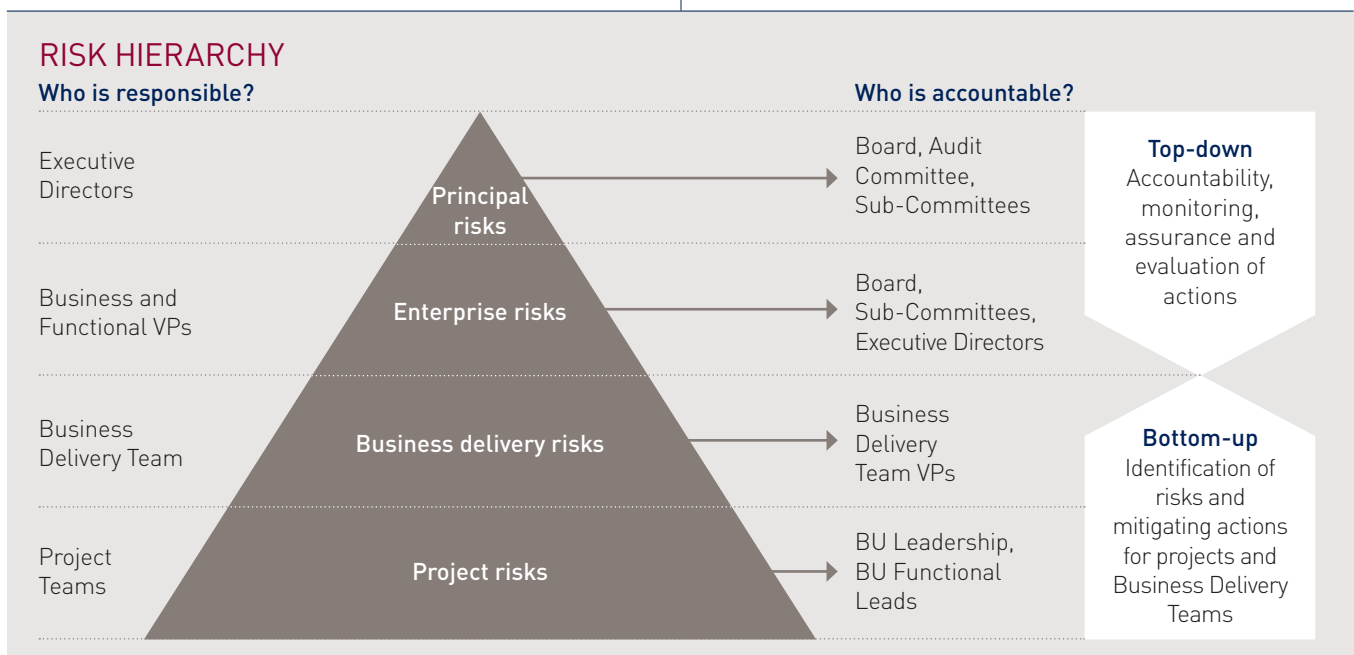 RISK HIERARCHY
Who is responsible?
Who is accountable?
Executive
Directors
Principal
risks
Board, Audit
Committee,
Sub-Committees
Top-down
Accountability,
monitoring,
assurance and
evaluation of
actions
Business and
Functional VPs
Enterprise risks
Board,
Sub-Committees,
Executive Directors
Business
Delivery Team
Business delivery risks
Business
Delivery
Team VPs
Bottom-up
Identification of
risks and
mitigating actions
for projects and
Business Delivery
Teams
Project
Teams
Project risks
BU Leadership,
BU Functional
Leads